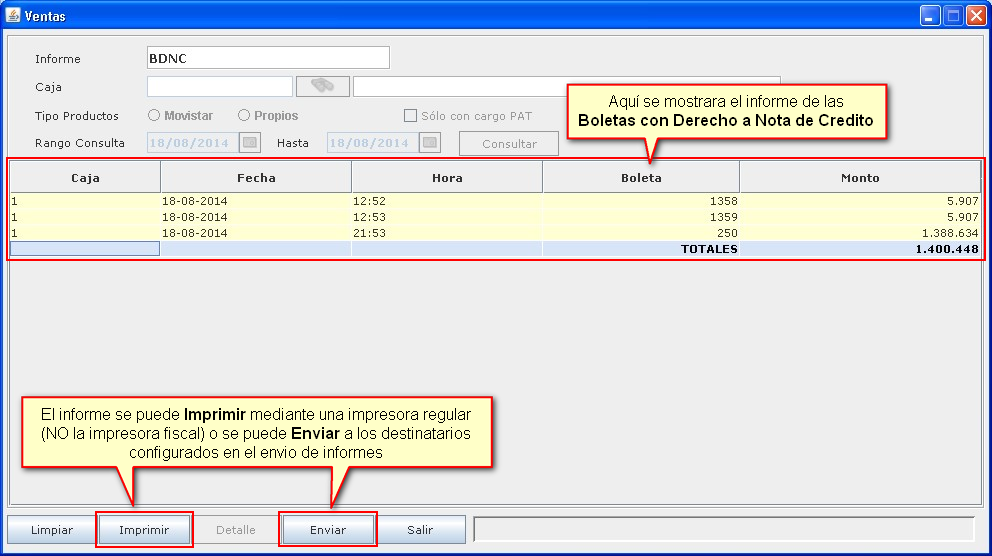 Ventas
Informe BDNC
Caja
Aquí se mostrara el informe de las
Boletas con Derecho a Nota de Credito
Tipo Productos Movistar Propios Sólo con cargo PAT
Rango Consulta 18/08/2014 Hasta 18/08/2014 Consultar
Caja Fecha Hora Boleta Monto
1 18-08-2014 12:52 1358 5.907
1 18-08-2014 12:53 1359 5.907
1 18-08-2014 21:53 250 1.388.634
TOTALES 1.400.448
El informe se puede Imprimir mediante una impresora regular
(NO la impresora fiscal) o se puede Enviar a los destinatarios
configurados en el envio de informes
Limpiar Imprimir Detalle Enviar Salir